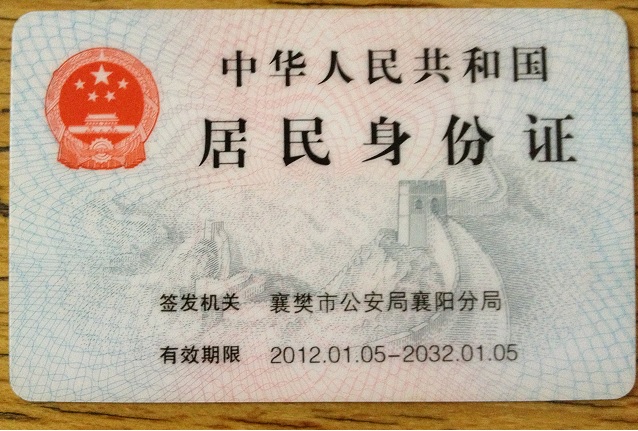 中华人民共和国
居民身份证
签发机关 襄樊市公安局襄阳分局
有效期限 2012.01.05-2032.01.05